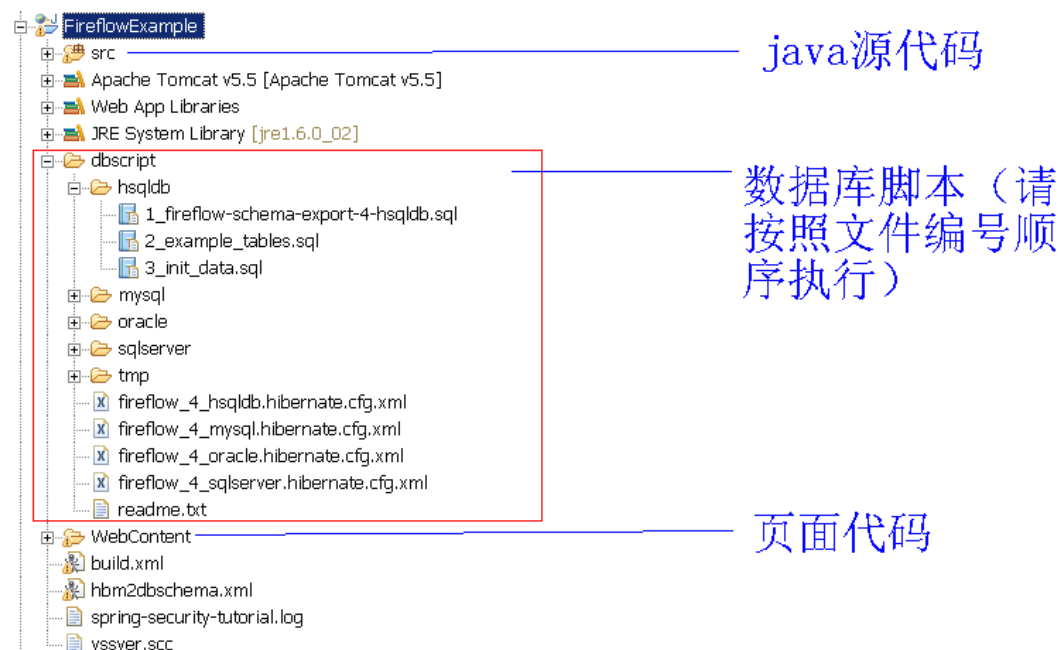 FireflowExample
src
java源代码
Apache Tomcat v5.5 [Apache Tomcat v5.5]
Web App Libraries
JRE System Library [jre1.6.0_02]
dbscript
hsqldb
1_fireflow-schema-export-4-hsqldb.sql
2_example_tables.sql
3_init_data.sql
数据库脚本（请
按照文件编号顺
序执行）
mysql
oracle
sqlserver
tmp
fireflow_4_hsqldb.hibernate.cfg.xml
fireflow_4_mysql.hibernate.cfg.xml
fireflow_4_oracle.hibernate.cfg.xml
fireflow_4_sqlserver.hibernate.cfg.xml
readme.txt
WebContent
页面代码
build.xml
hbm2dbschema.xml
spring-security-tutorial.log
vssver.scc